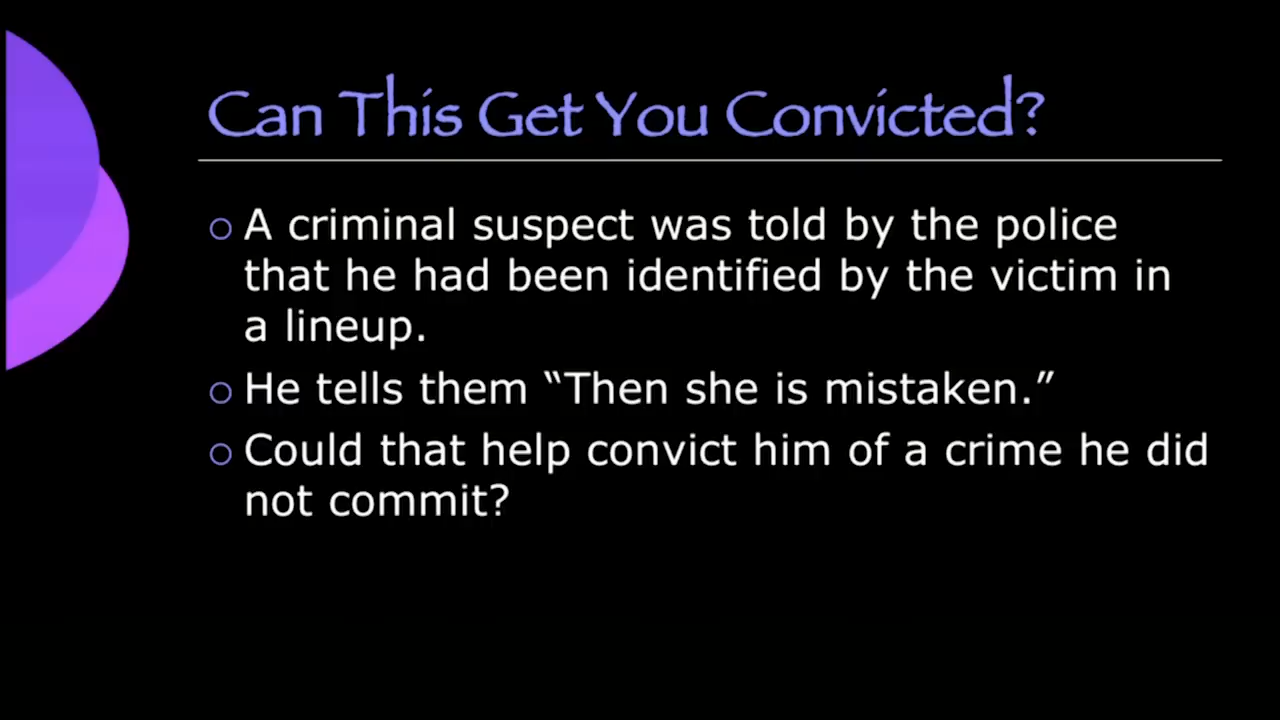 Can This Get You Convicted?
A criminal suspect was told by the police
that he had been identified by the victim in
a lineup.
He tells them “Then she is mistaken.”
Could that help convict him of a crime he did
not commit?